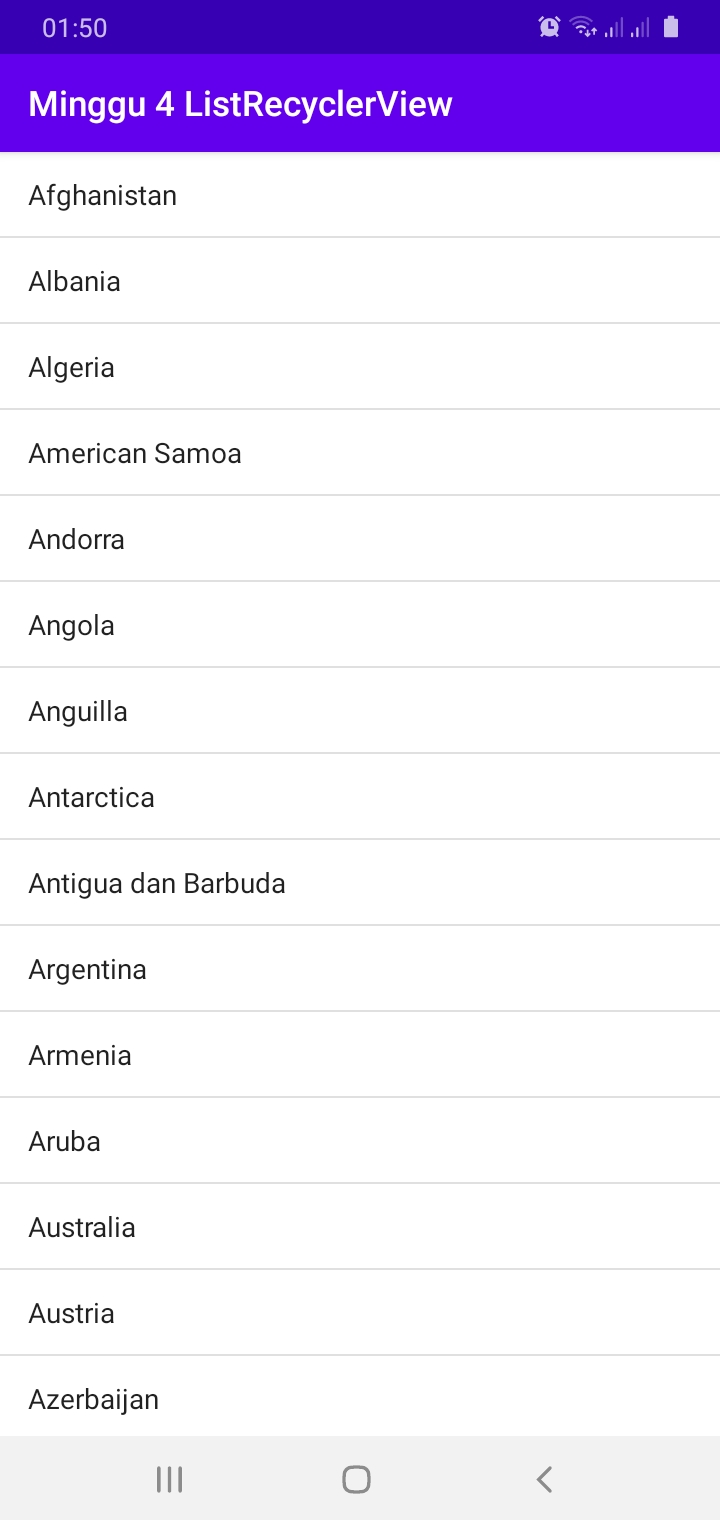 01:50
Minggu 4 ListRecyclerView
Afghanistan
Albania
Algeria
American Samoa
Andorra
Angola
Anguilla
Antarctica
Antigua dan Barbuda
Argentina
Armenia
Aruba
Australia
Austria
Azerbaijan